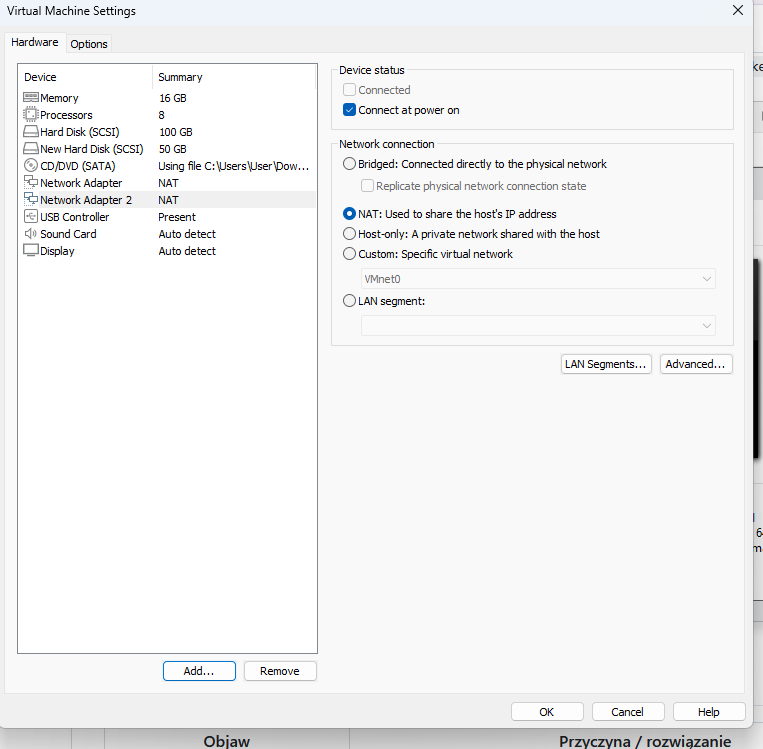 Virtual Machine Settings
Hardware
Options
Device Summary
Memory 16 GB
Processors 8
Hard Disk (SCSI) 100 GB
New Hard Disk (SCSI) 50 GB
CD/DVD (SATA) Using file C:\Users\User\Dow...
Network Adapter NAT
Network Adapter 2 NAT
USB Controller Present
Sound Card Auto detect
Display Auto detect
Add...
Remove
Device status
Connected
Connect at power on
Network connection
Bridged: Connected directly to the physical network
Replicate physical network connection state
NAT: Used to share the host's IP address
Host-only: A private network shared with the host
Custom: Specific virtual network
VMnet0
LAN segment:
LAN Segments...
Advanced...
OK
Cancel
Help
Objaw
Przyczyna / rozwiązanie